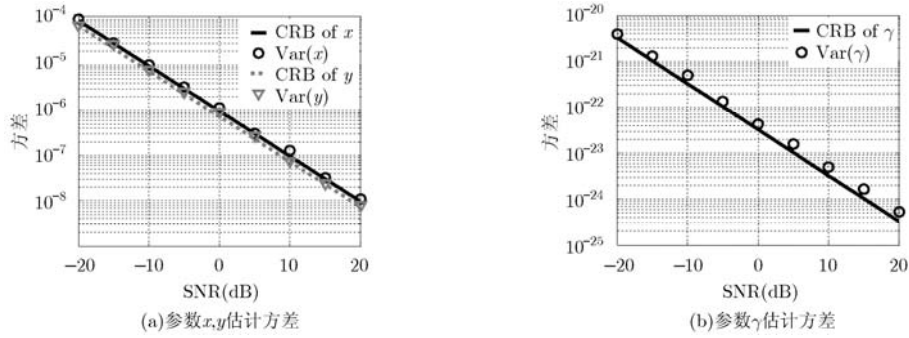 10⁻⁴
10⁻⁵
10⁻⁶
10⁻⁷
10⁻⁸
方差
CRB of x
Var(x)
CRB of y
Var(y)
−20
−10
0
10
20
SNR(dB)
(a)参数x,y估计方差
10⁻²⁰
10⁻²¹
10⁻²²
10⁻²³
10⁻²⁴
10⁻²⁵
方差
CRB of γ
Var(γ)
−20
−10
0
10
20
SNR(dB)
(b)参数γ估计方差